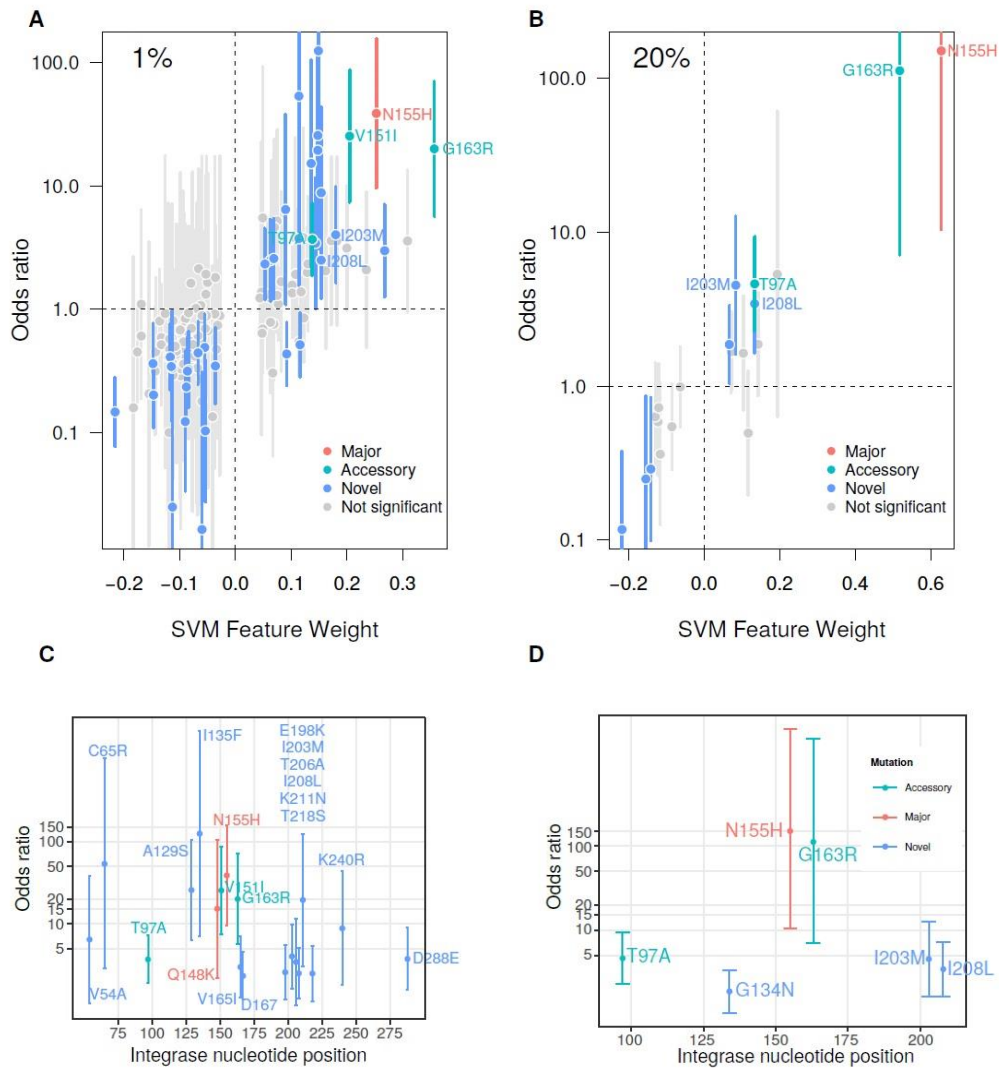 A
1%
100.0
10.0
1.0
0.1
Odds ratio
N155H
V151I
G163R
T97A
I203M
I208L
Major
Accessory
Novel
Not significant
−0.2
−0.1
0.0
0.1
0.2
0.3
SVM Feature Weight
B
20%
100.0
10.0
1.0
0.1
Odds ratio
N155H
G163R
I203M
T97A
I208L
Major
Accessory
Novel
Not significant
−0.2
0.0
0.2
0.4
0.6
SVM Feature Weight
C
C65R
I135F
E198K
I203M
T206A
I208L
K211N
T218S
N155H
A129S
K240R
V151I
G163R
T97A
Q148K
D288E
V54A
V165I
D167
150
100
50
20
15
10
5
Odds ratio
75
100
125
150
175
200
225
250
275
300
Integrase nucleotide position
D
Mutation
Accessory
Major
Novel
N155H
G163R
T97A
G134N
I203M
I208L
150
100
50
20
15
10
5
Odds ratio
100
125
150
175
200
Integrase nucleotide position